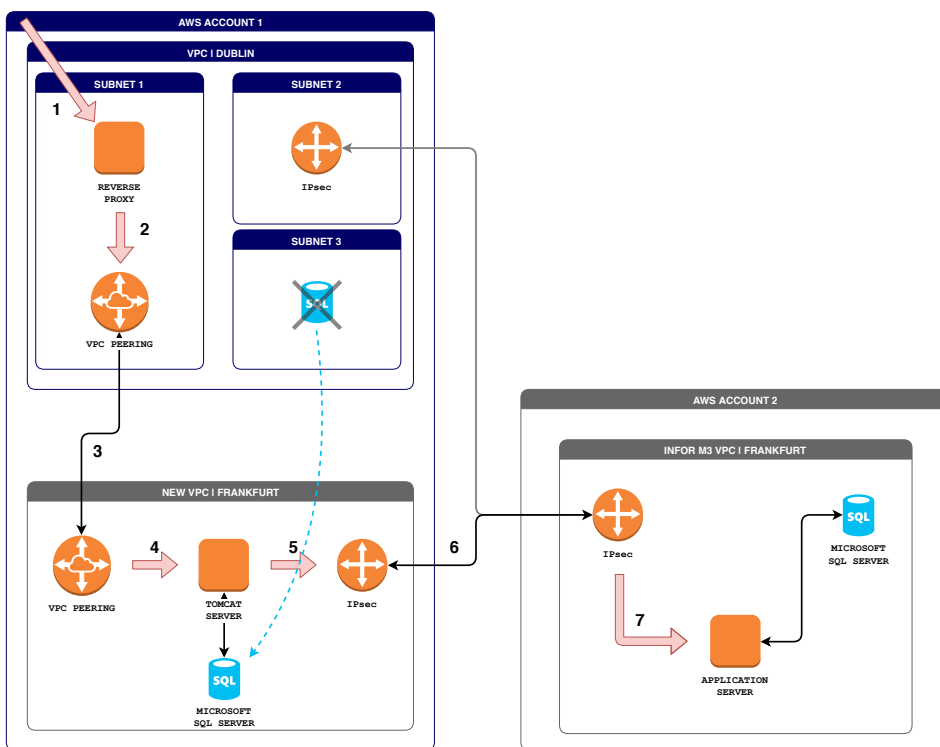 AWS ACCOUNT 1
VPC | DUBLIN
SUBNET 1
SUBNET 2
1
REVERSE
PROXY
IPsec
2
SUBNET 3
SQL
VPC PEERING
3
AWS ACCOUNT 2
INFOR M3 VPC | FRANKFURT
NEW VPC | FRANKFURT
IPsec
SQL
MICROSOFT
SQL SERVER
4
5
6
VPC PEERING
TOMCAT
SERVER
IPsec
7
SQL
MICROSOFT
SQL SERVER
APPLICATION
SERVER